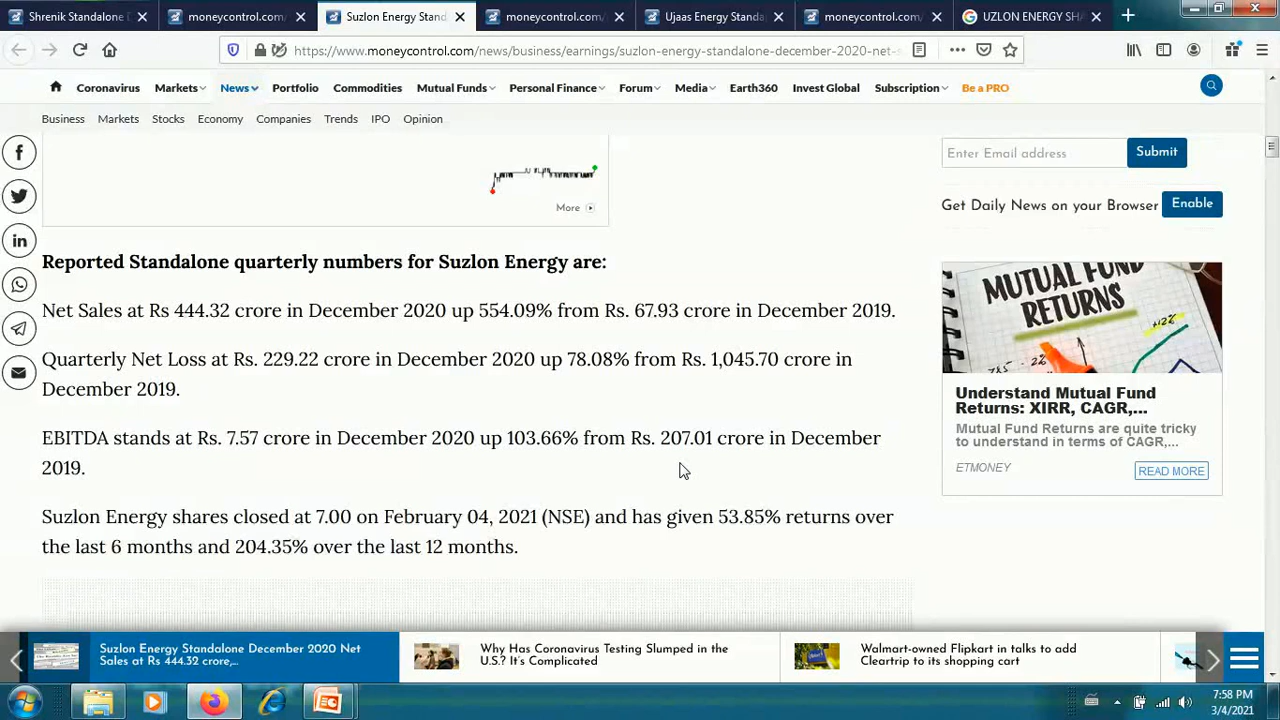 Shrenik Standalone D
moneycontrol.com/
Suzlon Energy Stand
moneycontrol.com/
Ujaas Energy Standa
moneycontrol.com/
UZLON ENERGY SHA
https://www.moneycontrol.com/news/business/earnings/suzlon-energy-standalone-december-2020-net-
Coronavirus Markets News Portfolio Commodities Mutual Funds Personal Finance Forum Media Earth360 Invest Global Subscription Be a PRO
Business Markets Stocks Economy Companies Trends IPO Opinion
Enter Email address Submit
Get Daily News on your Browser Enable
More
Reported Standalone quarterly numbers for Suzlon Energy are:
Net Sales at Rs 444.32 crore in December 2020 up 554.09% from Rs. 67.93 crore in December 2019.
Quarterly Net Loss at Rs. 229.22 crore in December 2020 up 78.08% from Rs. 1,045.70 crore in
December 2019.
EBITDA stands at Rs. 7.57 crore in December 2020 up 103.66% from Rs. 207.01 crore in December
2019.
Suzlon Energy shares closed at 7.00 on February 04, 2021 (NSE) and has given 53.85% returns over
the last 6 months and 204.35% over the last 12 months.
MUTUAL FUND
RETURNS
Understand Mutual Fund
Returns: XIRR, CAGR,...
Mutual Fund Returns are quite tricky
to understand in terms of CAGR,...
ETMONEY READ MORE
Suzlon Energy Standalone December 2020 Net
Sales at Rs 444.32 crore,...
Why Has Coronavirus Testing Slumped in the
U.S.? It's Complicated
Walmart-owned Flipkart in talks to add
Cleartrip to its shopping cart
7:58 PM
3/4/2021